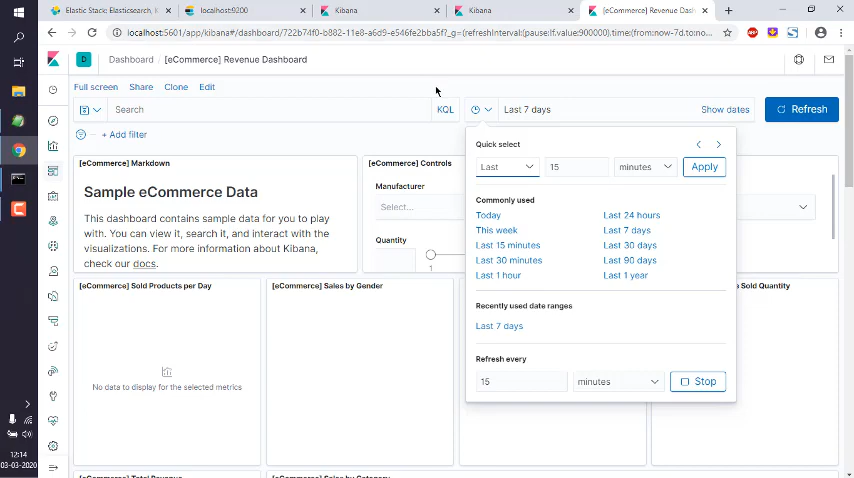 Elastic Stack: Elasticsearch, K
localhost:9200
Kibana
Kibana
[eCommerce] Revenue Dash
localhost:5601/app/kibana#/dashboard/722b74f0-b882-11e8-a6d9-e546fe2bba5f?_g=(refreshInterval:(pause:!f,value:900000),time:(from:now-7d,to:no...
D
Dashboard
[eCommerce] Revenue Dashboard
Full screen Share Clone Edit
Search
KQL
Last 7 days
Show dates
Refresh
+ Add filter
[eCommerce] Markdown
Sample eCommerce Data
This dashboard contains sample data for you to play
with. You can view it, search it, and interact with the
visualizations. For more information about Kibana,
check our docs.
[eCommerce] Controls
Manufacturer
Select...
Quantity
1
Quick select
Last 15 minutes Apply
Commonly used
Today Last 24 hours
This week Last 7 days
Last 15 minutes Last 30 days
Last 30 minutes Last 90 days
Last 1 hour Last 1 year
Recently used date ranges
Last 7 days
Refresh every
15 minutes Stop
[eCommerce] Sold Products per Day
No data to display for the selected metrics
[eCommerce] Sales by Gender
e Sold Quantity
[eCommerce] Total Revenue
[eCommerce] Sales by Category
12:14
03-03-2020